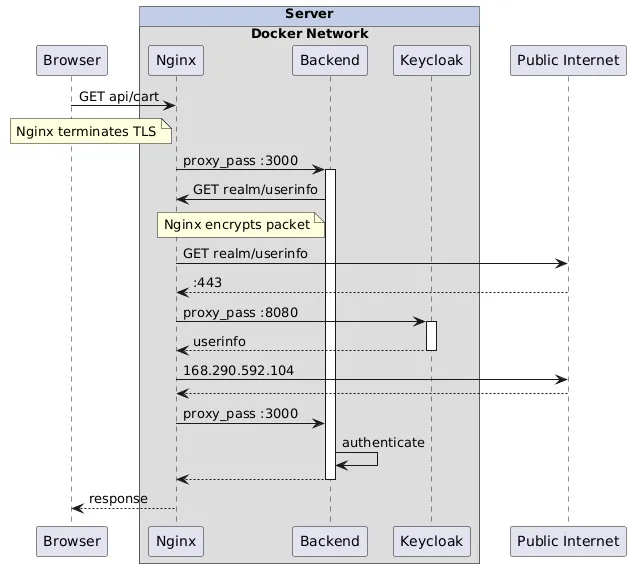 Server
Docker Network
Browser
Nginx
Backend
Keycloak
Public Internet
GET api/cart
Nginx terminates TLS
proxy_pass :3000
GET realm/userinfo
Nginx encrypts packet
GET realm/userinfo
:443
proxy_pass :8080
userinfo
168.290.592.104
proxy_pass :3000
authenticate
response
Browser
Nginx
Backend
Keycloak
Public Internet